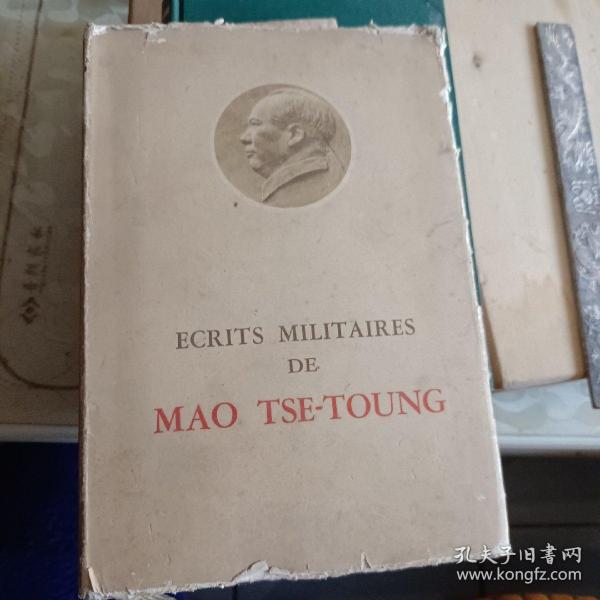 ECRITS MILITAIRES
DE
MAO TSE-TOUNG
孔夫子旧书网
www.kongfz.com